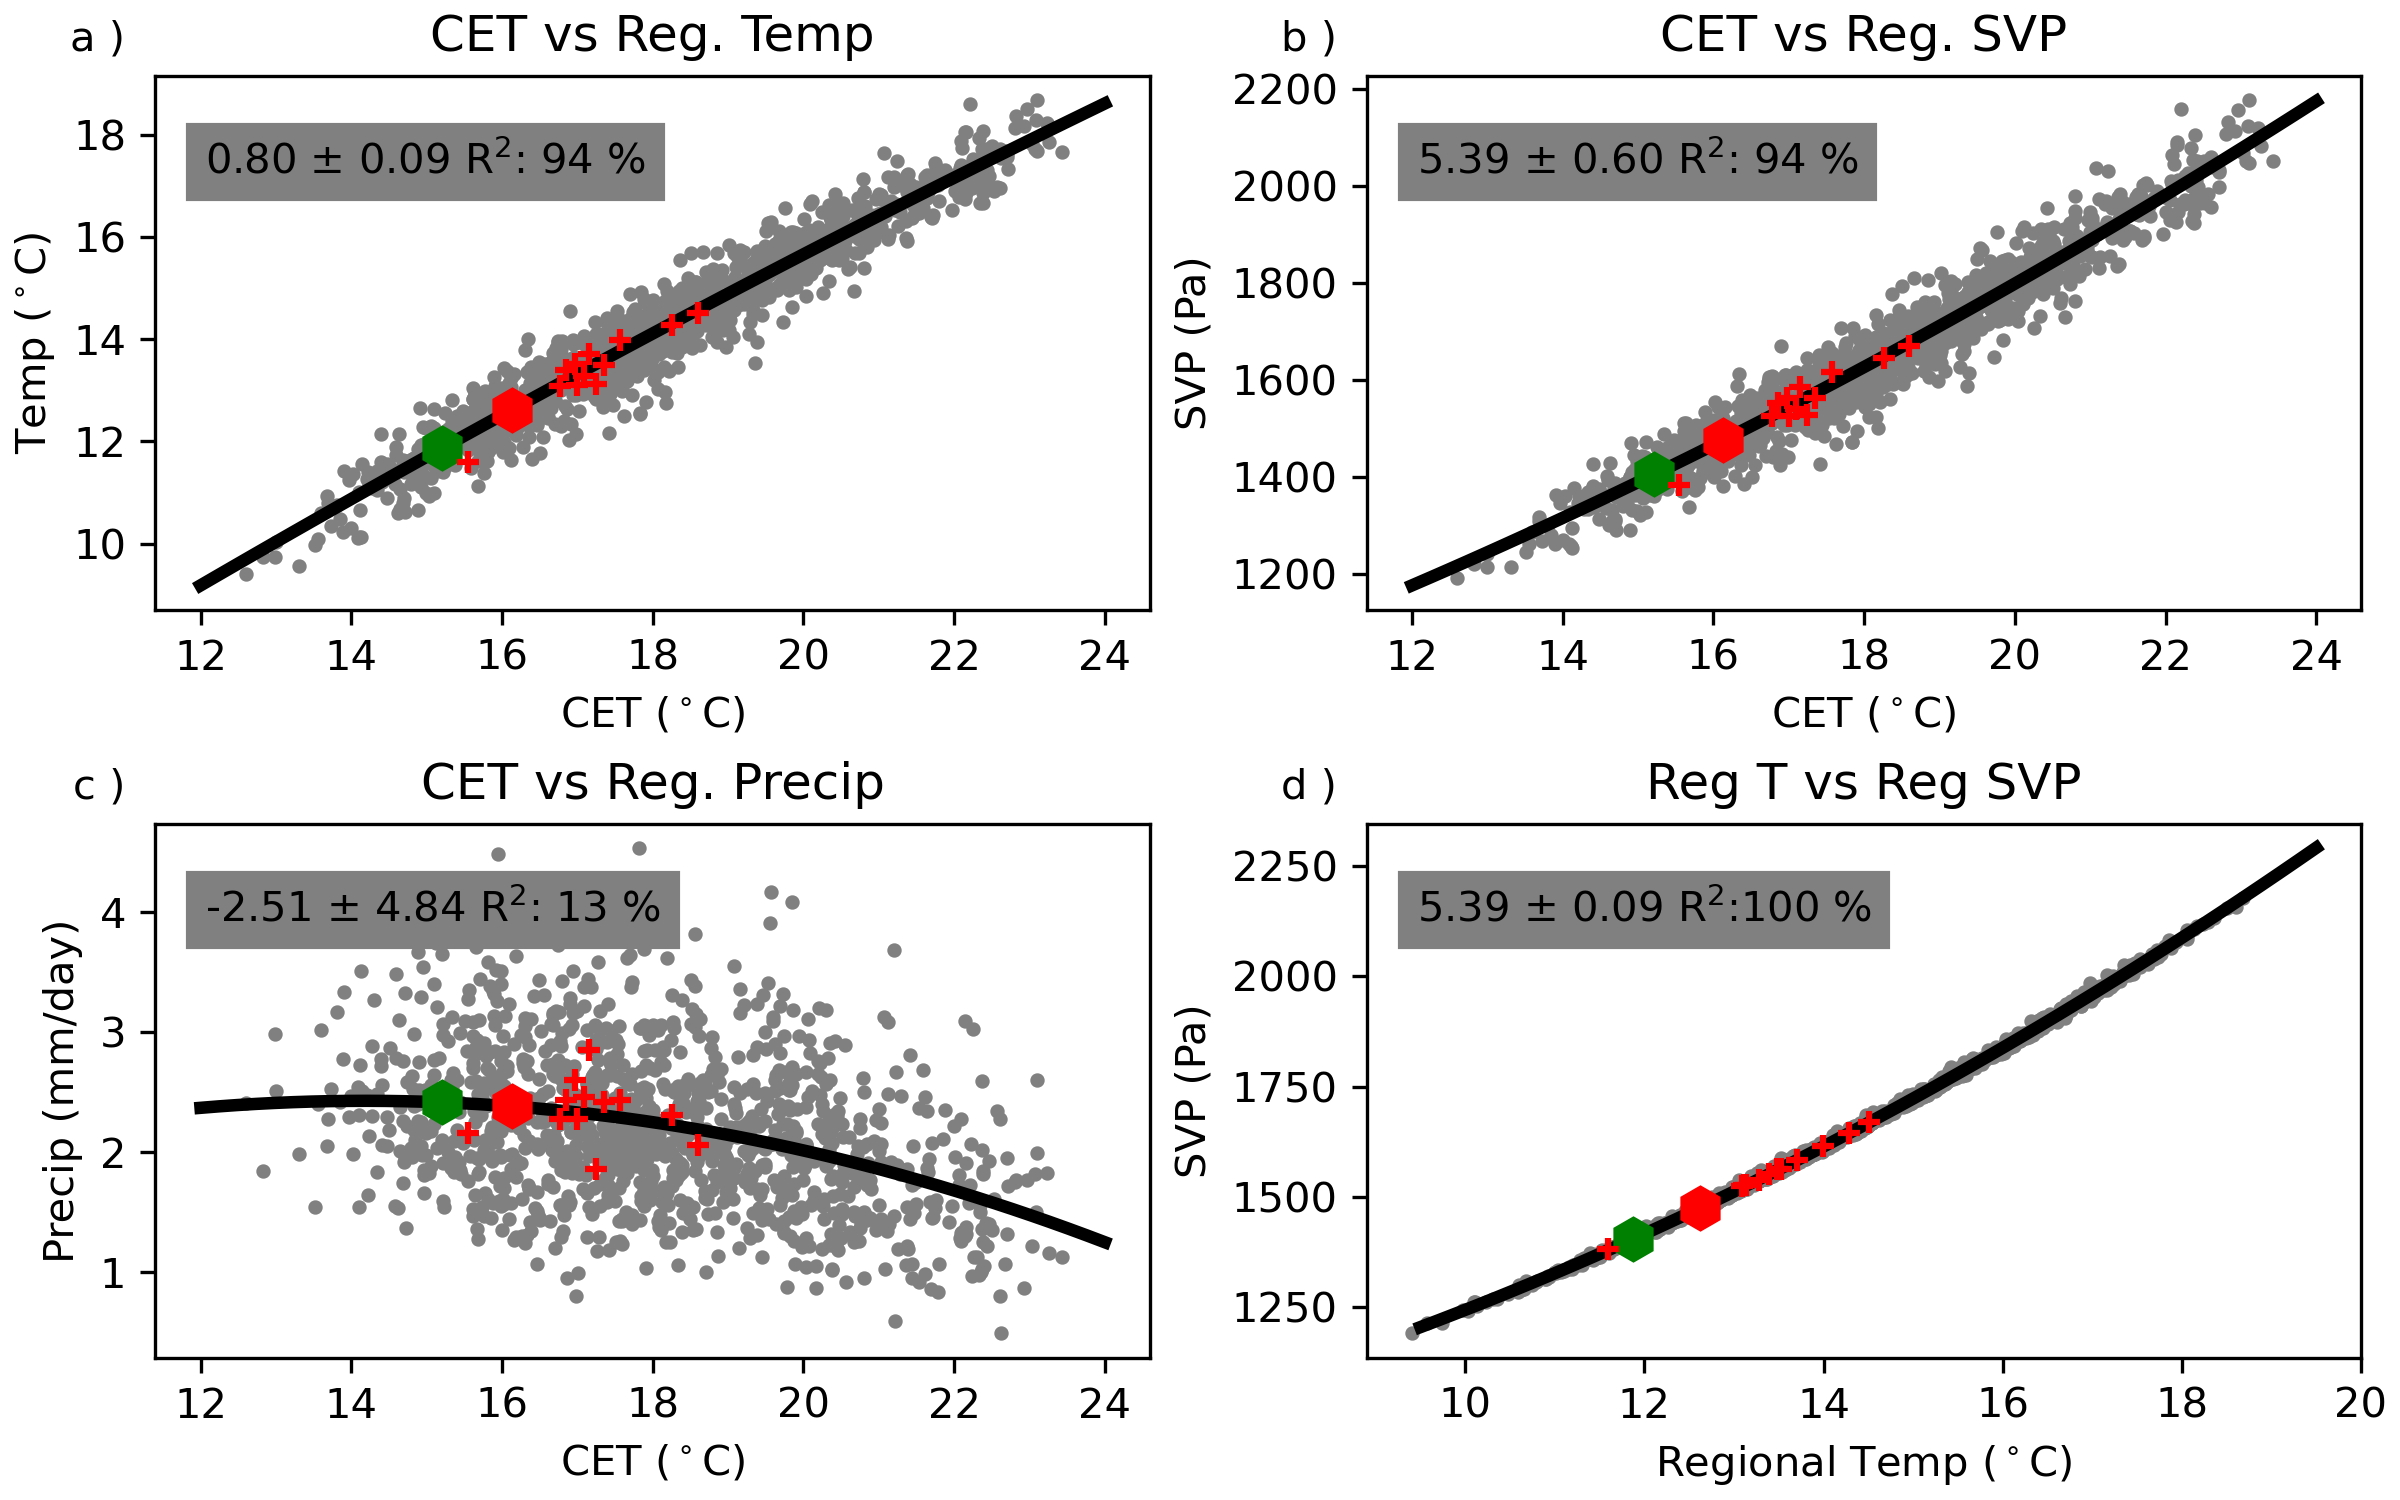 a )
CET vs Reg. Temp
0.80 ± 0.09 R²: 94 %
Temp (°C)
18
16
14
12
10
12 14 16 18 20 22 24
CET (°C)
b )
CET vs Reg. SVP
5.39 ± 0.60 R²: 94 %
SVP (Pa)
2200
2000
1800
1600
1400
1200
12 14 16 18 20 22 24
CET (°C)
c )
CET vs Reg. Precip
-2.51 ± 4.84 R²: 13 %
Precip (mm/day)
4
3
2
1
12 14 16 18 20 22 24
CET (°C)
d )
Reg T vs Reg SVP
5.39 ± 0.09 R²:100 %
SVP (Pa)
2250
2000
1750
1500
1250
10 12 14 16 18 20
Regional Temp (°C)